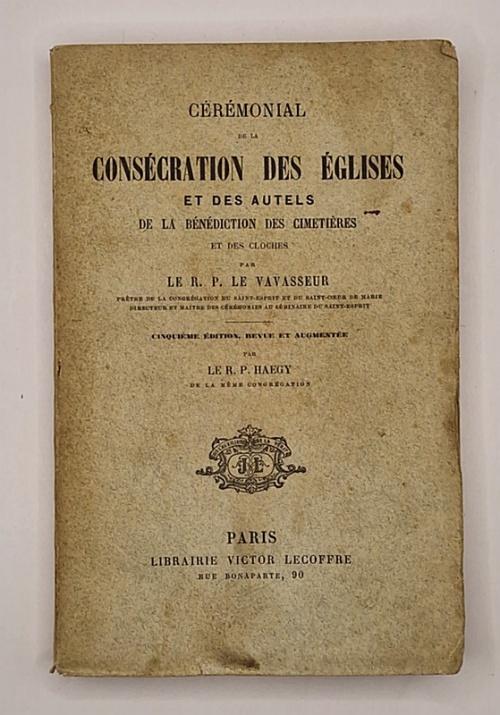 CÉRÉMONIAL
DE LA
CONSÉCRATION DES ÉGLISES
ET DES AUTELS
DE LA BÉNÉDICTION DES CIMETIÈRES
ET DES CLOCHES
PAR
LE R. P. LE VAVASSEUR
PRÊTRE DE LA CONGRÉGATION DU SAINT-ESPRIT ET DU SAINT-CŒUR DE MARIE
DIRECTEUR ET MAITRE DES CÉRÉMONIES AU SÉMINAIRE DU SAINT-ESPRIT
CINQUIÈME ÉDITION, REVUE ET AUGMENTÉE
PAR
LE R. P. HAEGY
DE LA MÊME CONGRÉGATION
PARIS
LIBRAIRIE VICTOR LECOFFRE
RUE BONAPARTE, 90